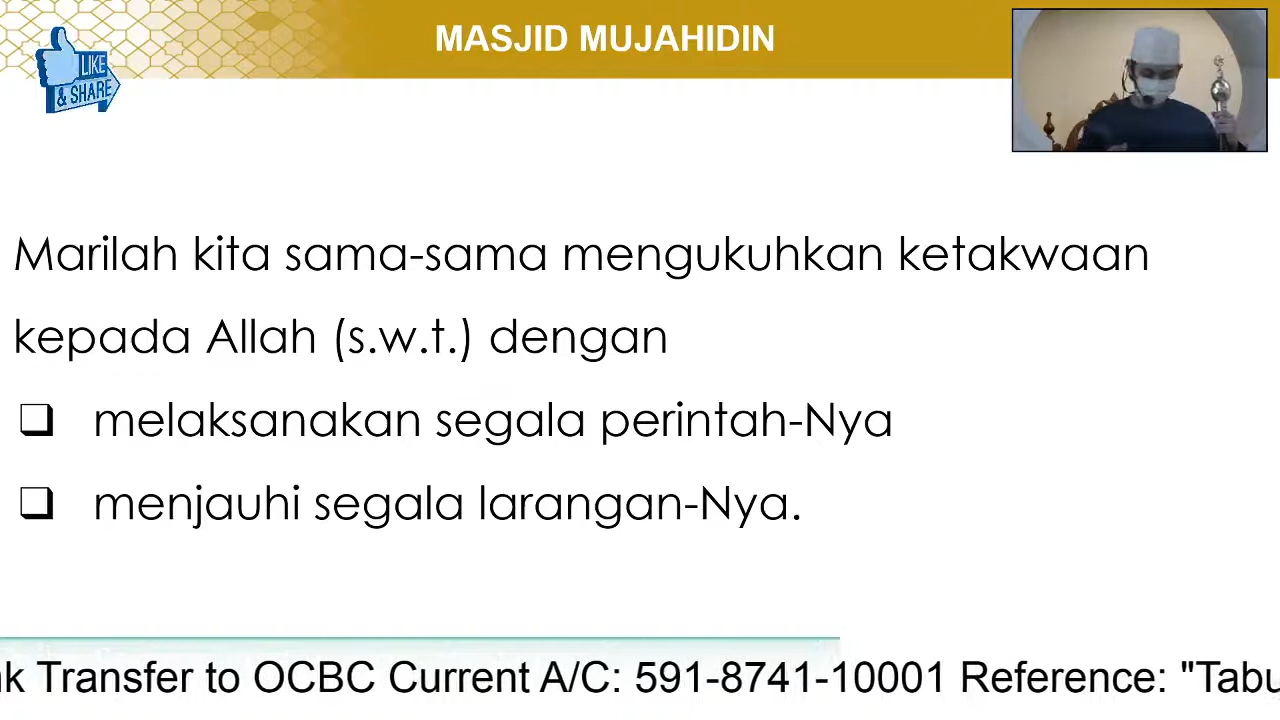 MASJID MUJAHIDIN
LIKE
& SHARE
Marilah kita sama-sama mengukuhkan ketakwaan
kepada Allah (s.w.t.) dengan
❑ melaksanakan segala perintah-Nya
❑ menjauhi segala larangan-Nya.
Transfer to OCBC Current A/C: 591-8741-10001 Reference: "Tabu